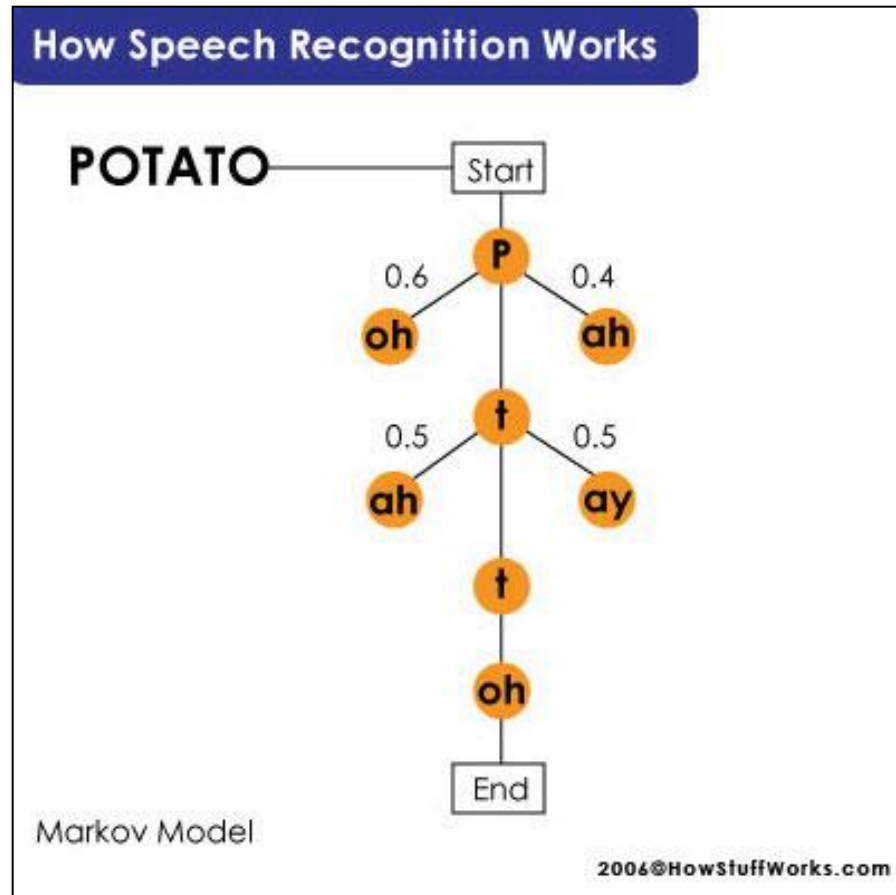 How Speech Recognition Works
POTATO
Start
P
0.6
0.4
oh
ah
t
0.5
0.5
ah
ay
t
oh
End
Markov Model
2006©HowStuffWorks.com